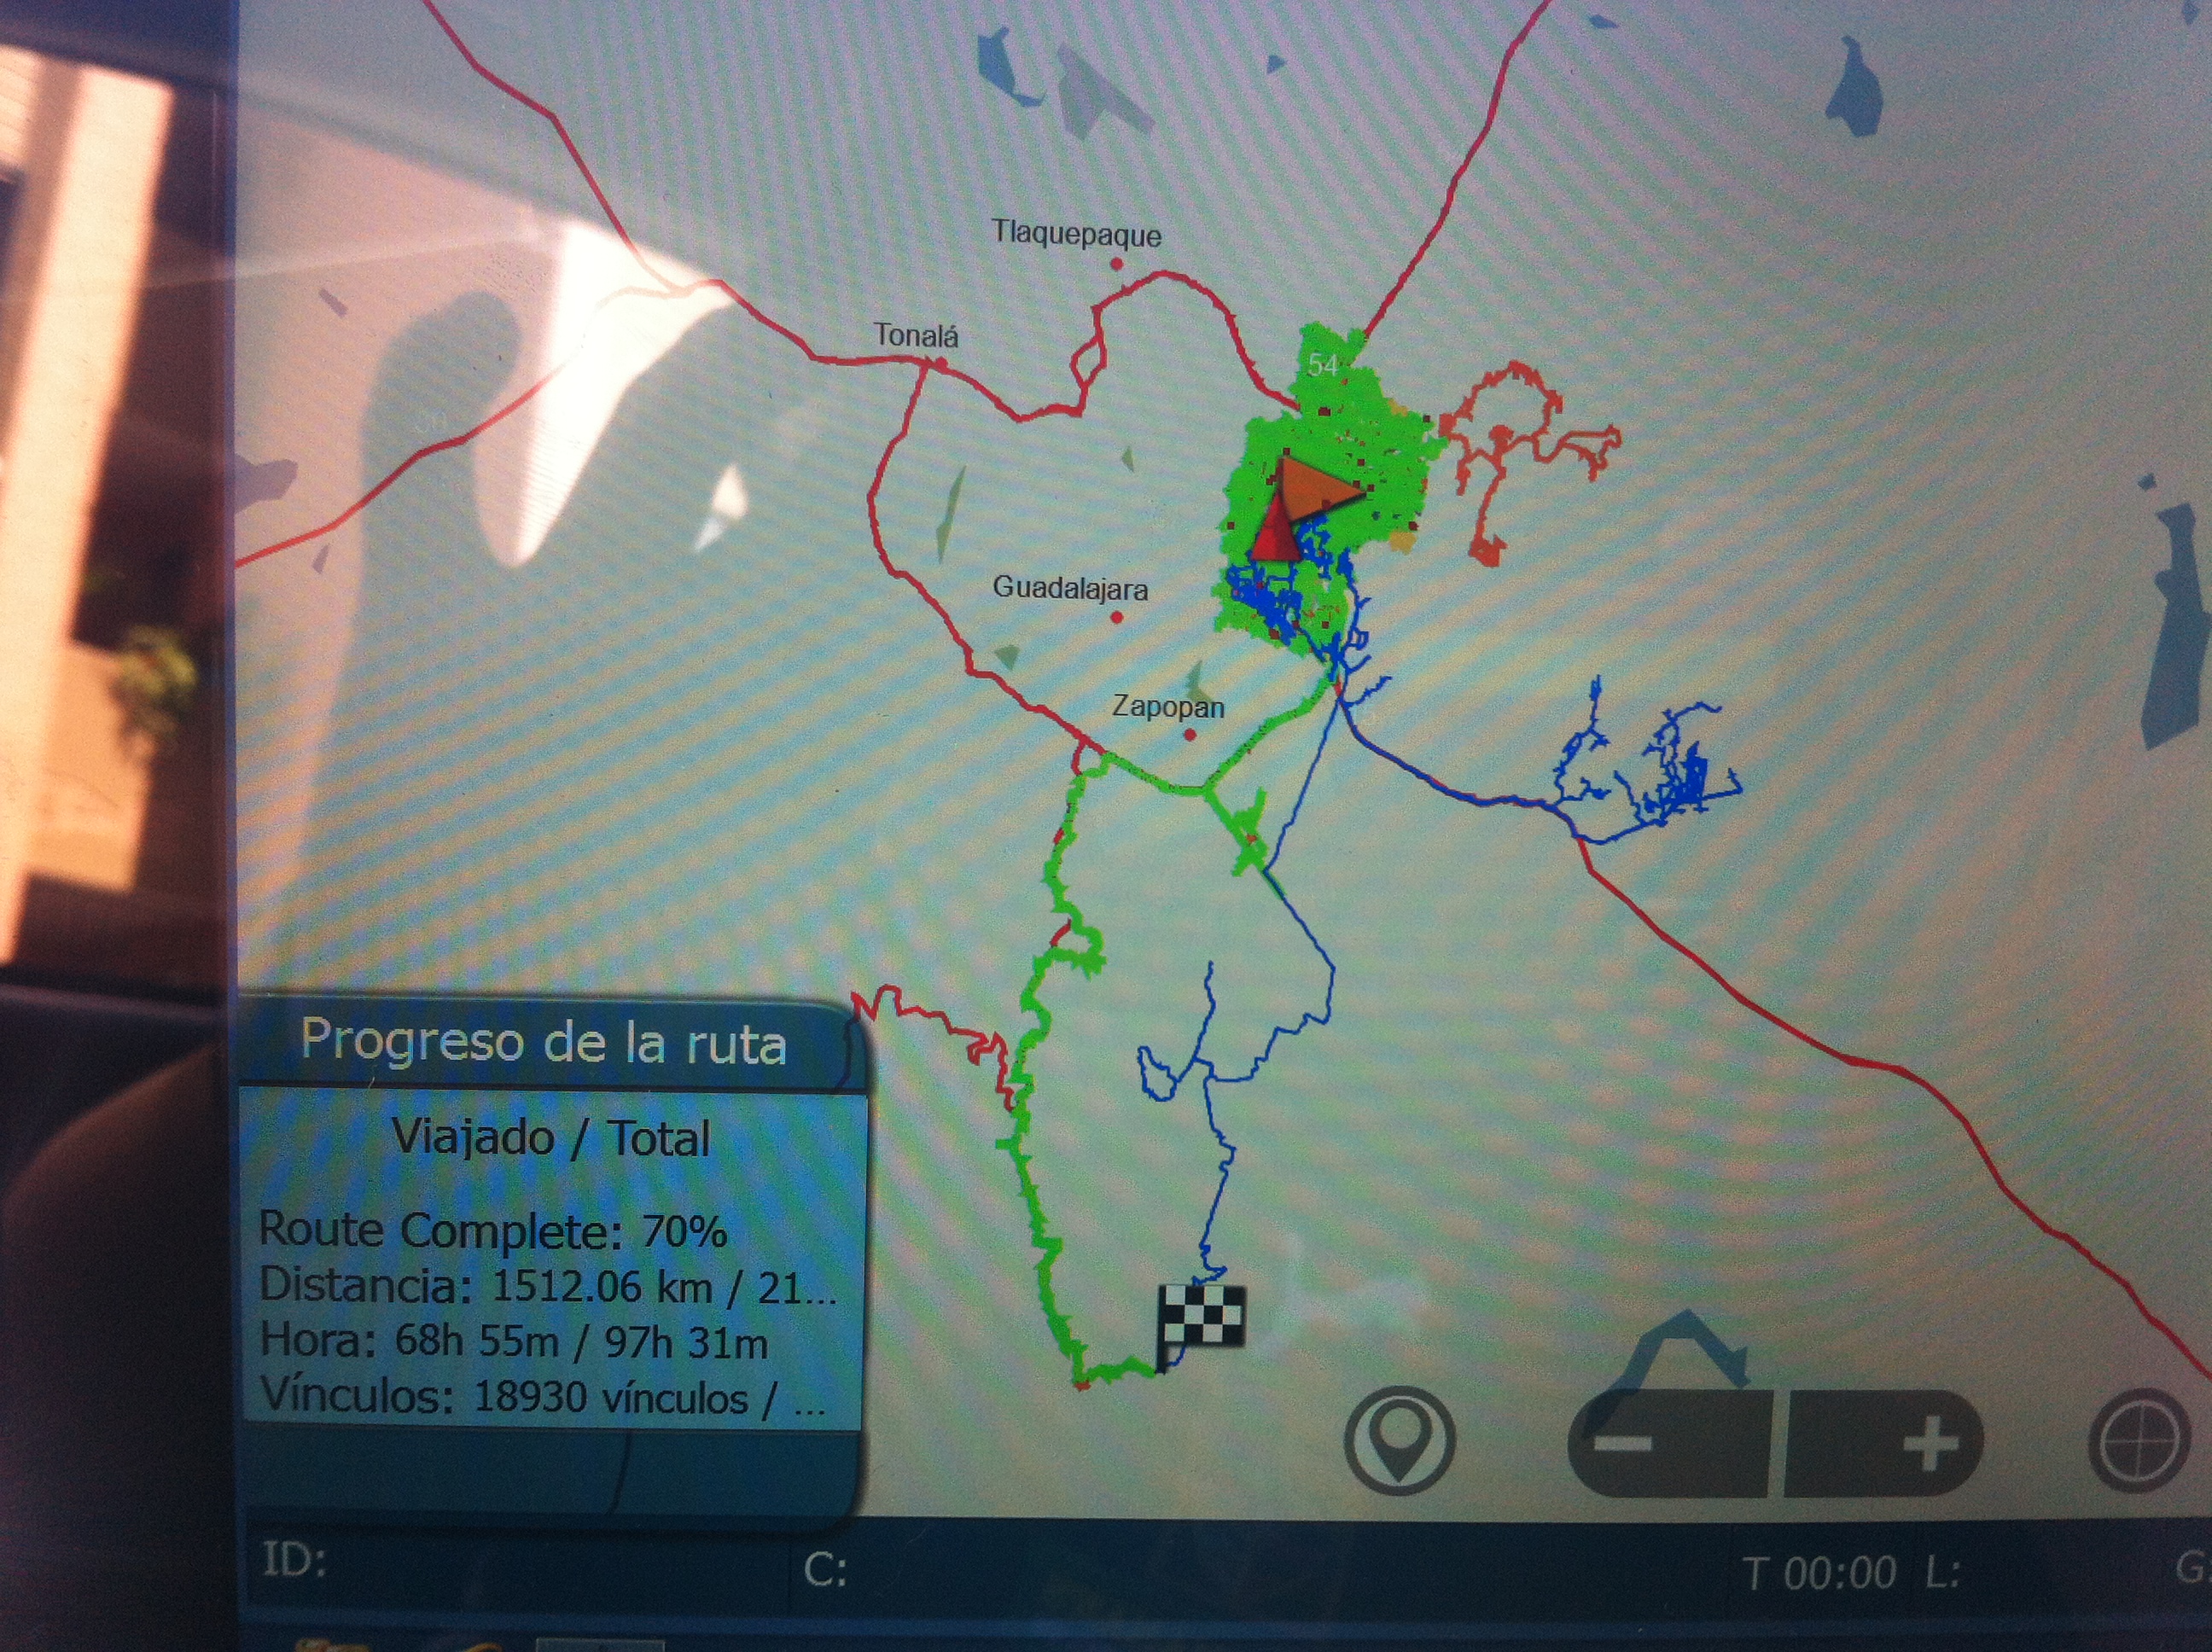 Tlaquepaque
Tonalá
54
Guadalajara
Zapopan
Progreso de la ruta
Viajado / Total
Route Complete: 70%
Distancia: 1512.06 km / 21...
Hora: 68h 55m / 97h 31m
Vínculos: 18930 vínculos / ...
ID:
C:
T 00:00 L:
G: